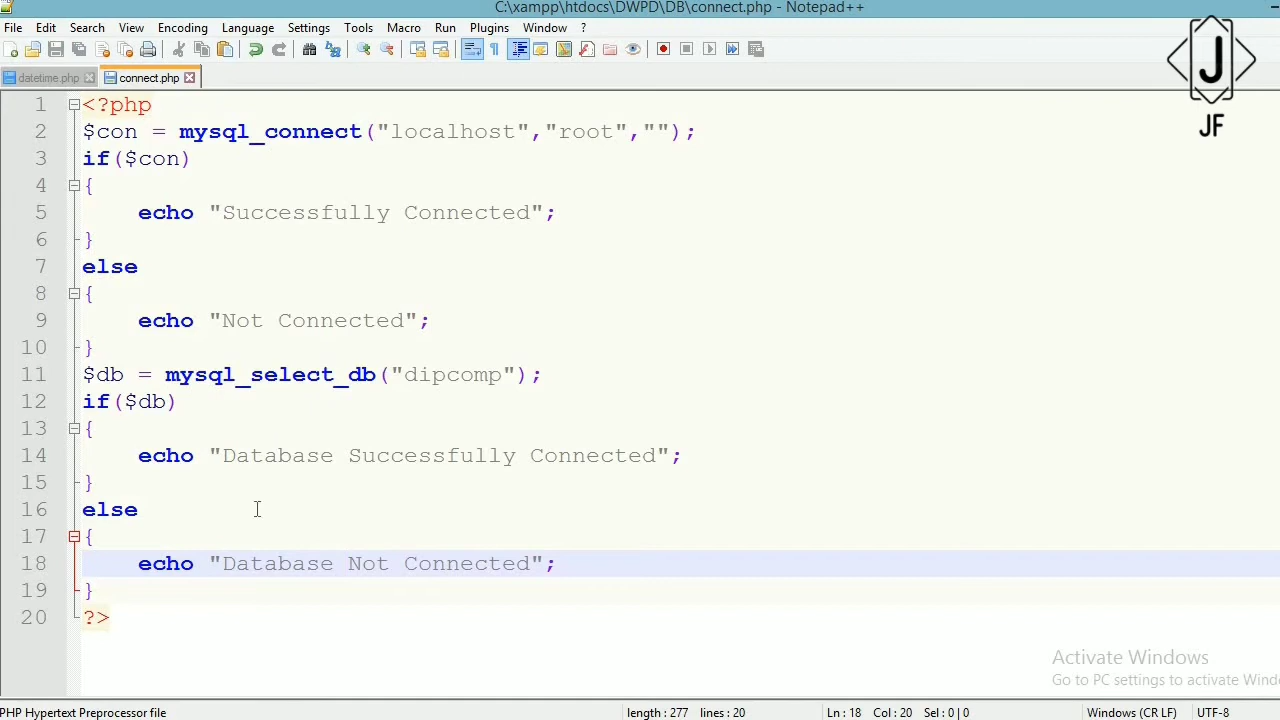 C:\xampp\htdocs\DWPD\DB\connect.php - Notepad++
File Edit Search View Encoding Language Settings Tools Macro Run Plugins Window ?
datetime.php connect.php
1 <?php
2 $con = mysql_connect("localhost","root","");
3 if($con)
4 {
5 echo "Successfully Connected";
6 }
7 else
8 {
9 echo "Not Connected";
10 }
11 $db = mysql_select_db("dipcomp");
12 if($db)
13 {
14 echo "Database Successfully Connected";
15 }
16 else
17 {
18 echo "Database Not Connected";
19 }
20 ?>
J
JF
Activate Windows
Go to PC settings to activate Wind
PHP Hypertext Preprocessor file length : 277 lines : 20 Ln : 18 Col : 20 Sel : 0 | 0 Windows (CR LF) UTF-8